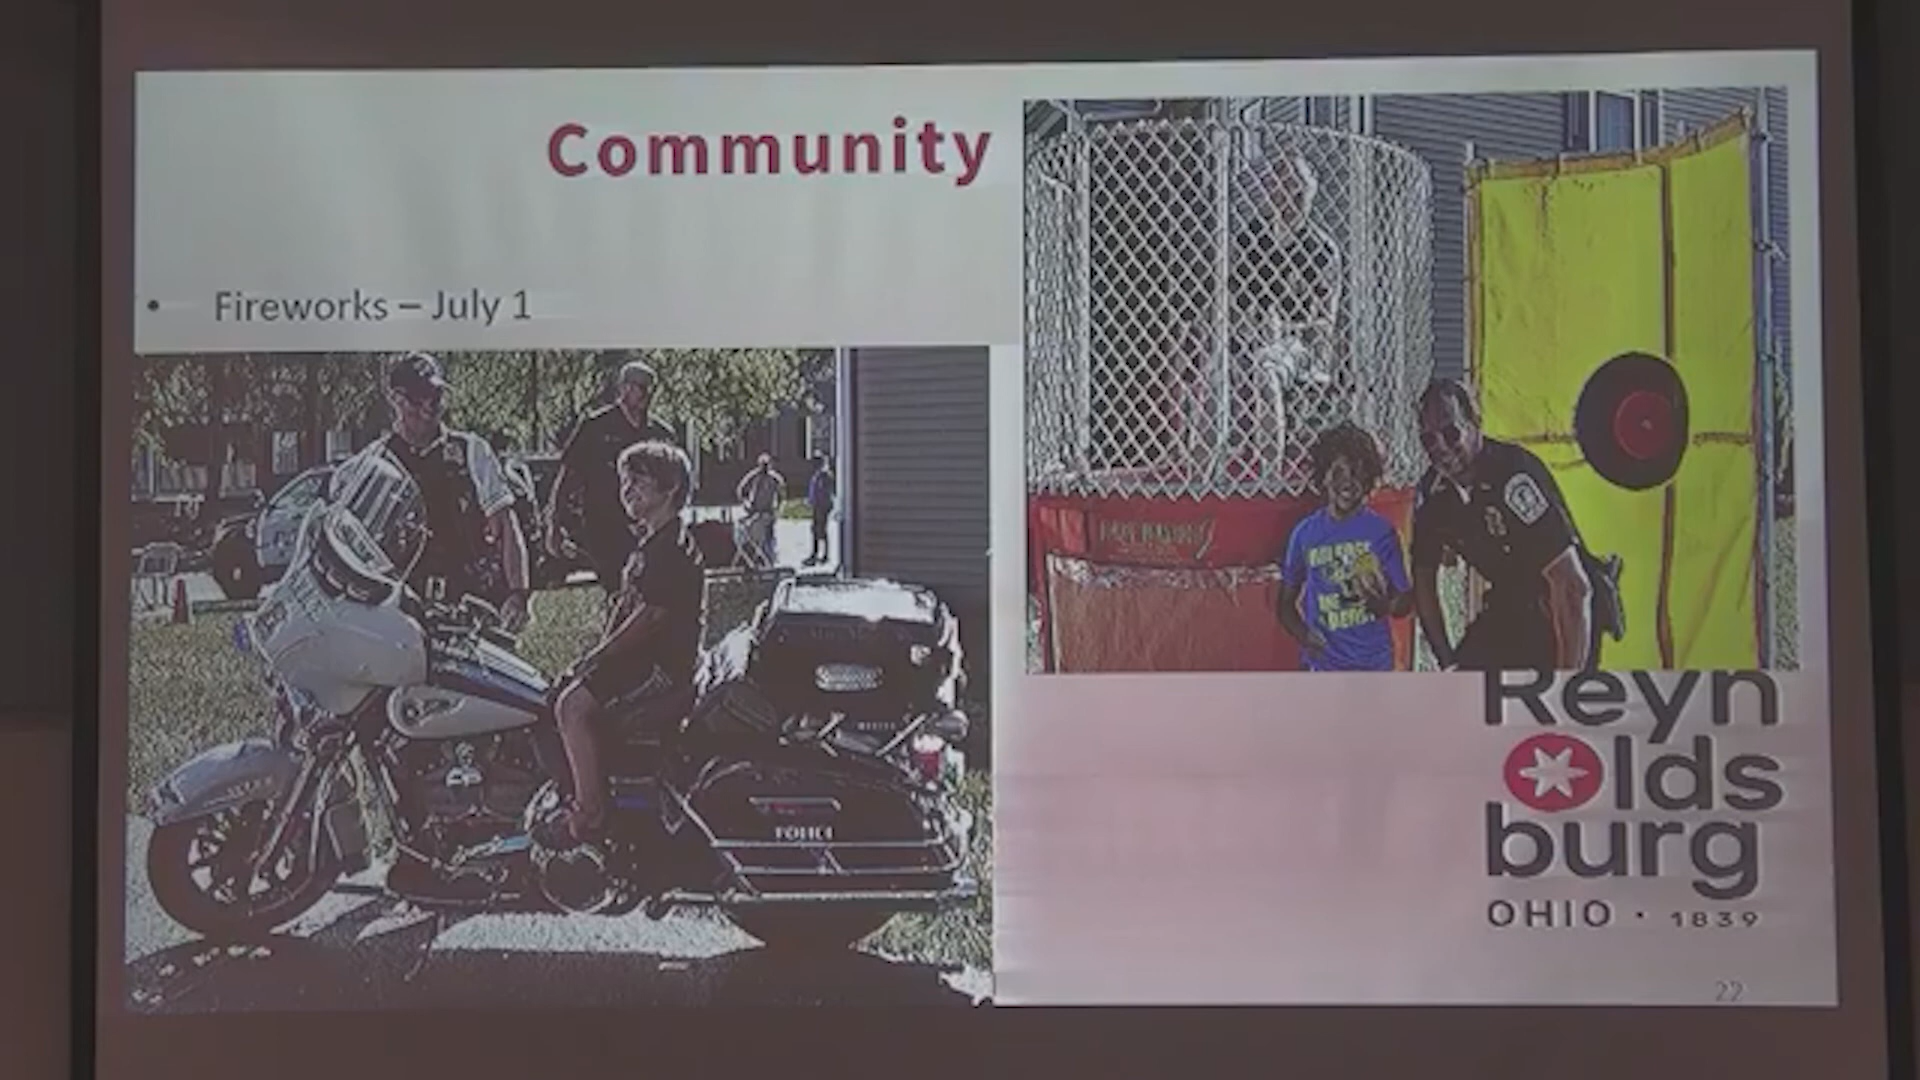 Community
• Fireworks – July 1
POLICE
Reyn
Olds
burg
OHIO • 1839
22